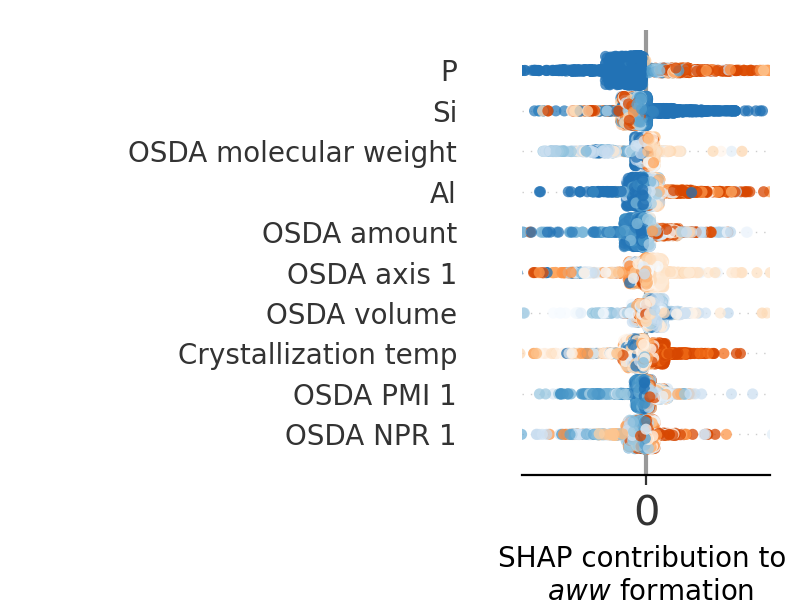 P
Si
OSDA molecular weight
Al
OSDA amount
OSDA axis 1
OSDA volume
Crystallization temp
OSDA PMI 1
OSDA NPR 1
0
SHAP contribution to
aww formation